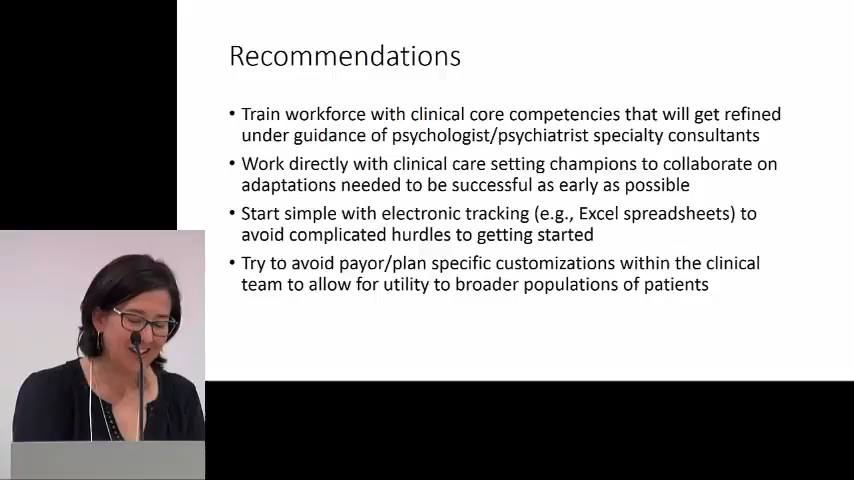 Recommendations
• Train workforce with clinical core competencies that will get refined
under guidance of psychologist/psychiatrist specialty consultants
• Work directly with clinical care setting champions to collaborate on
adaptations needed to be successful as early as possible
• Start simple with electronic tracking (e.g., Excel spreadsheets) to
avoid complicated hurdles to getting started
• Try to avoid payor/plan specific customizations within the clinical
team to allow for utility to broader populations of patients